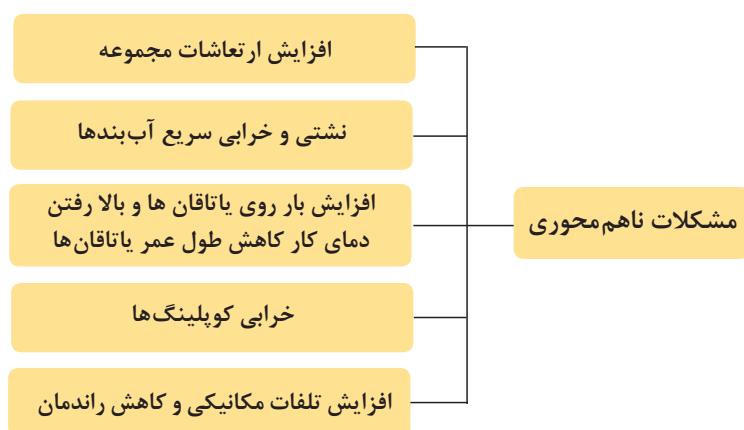 مشکلات ناهم‌محوری
افزایش ارتعاشات مجموعه
نشتی و خرابی سریع آب‌بندها
افزایش بار روی یاتاقان ها و بالا رفتن
دمای کار کاهش طول عمر یاتاقان‌ها
خرابی کوپلینگ‌ها
افزایش تلفات مکانیکی و کاهش راندمان